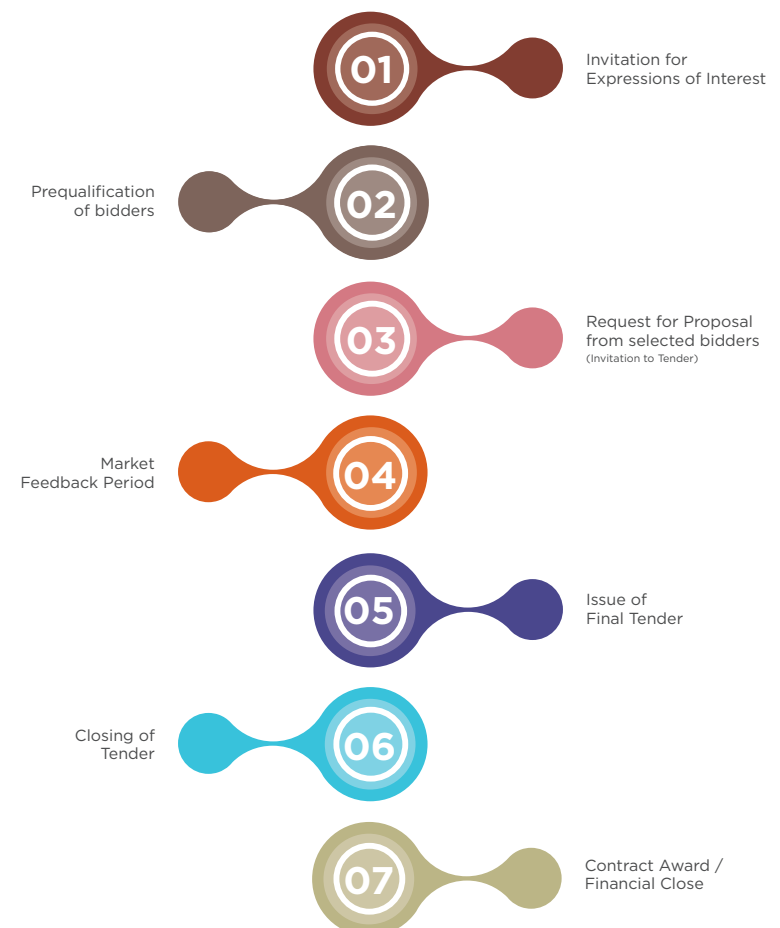 01
Invitation for
Expressions of Interest
Prequalification
of bidders
02
03
Request for Proposal
from selected bidders
(Invitation to Tender)
Market
Feedback Period
04
05
Issue of
Final Tender
Closing of
Tender
06
07
Contract Award /
Financial Close